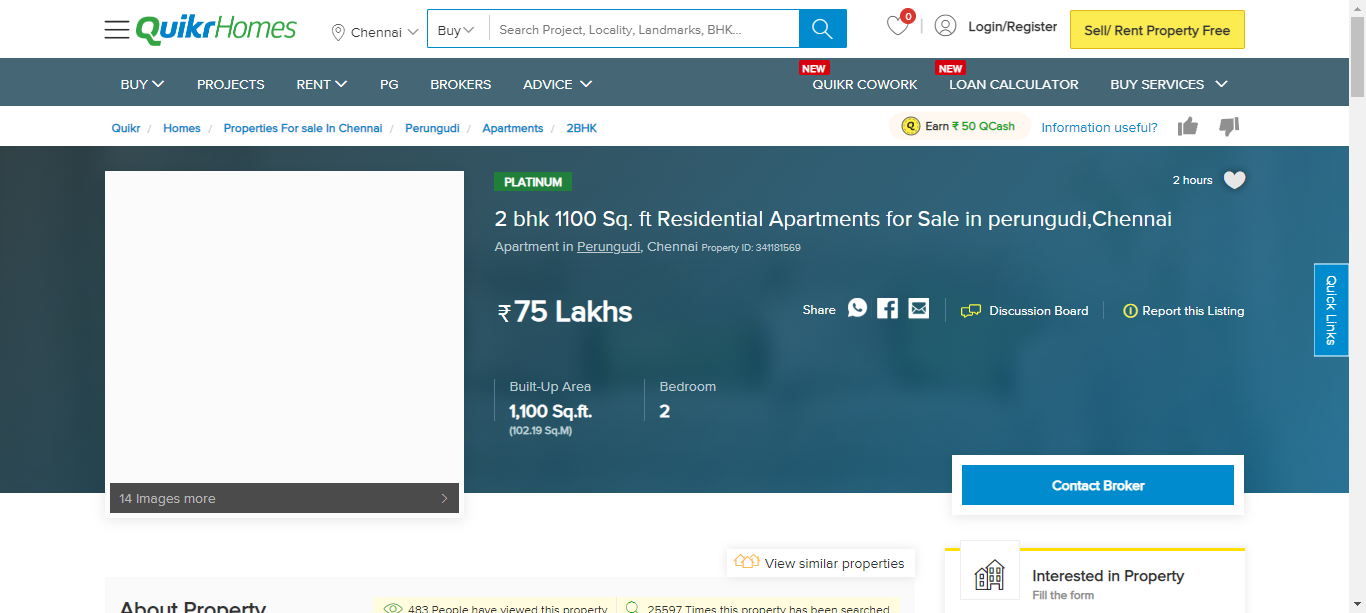 QuikrHomes
Chennai
Buy
Search Project, Locality, Landmarks, BHK...
0
Login/Register
Sell/ Rent Property Free
BUY
PROJECTS
RENT
PG
BROKERS
ADVICE
NEW
QUIKR COWORK
NEW
LOAN CALCULATOR
BUY SERVICES
Quikr / Homes / Properties For sale In Chennai / Perungudi / Apartments / 2BHK
Q Earn ₹ 50 QCash
Information useful?
PLATINUM
2 hours
2 bhk 1100 Sq. ft Residential Apartments for Sale in perungudi,Chennai
Apartment in Perungudi, Chennai Property ID: 341181569
₹ 75 Lakhs
Share
Discussion Board
Report this Listing
Quick Links
Built-Up Area
1,100 Sq.ft.
(102.19 Sq.M)
Bedroom
2
14 Images more
Contact Broker
View similar properties
Interested in Property
Fill the form
About Property
483 People have viewed this property
25597 Times this property has been searched